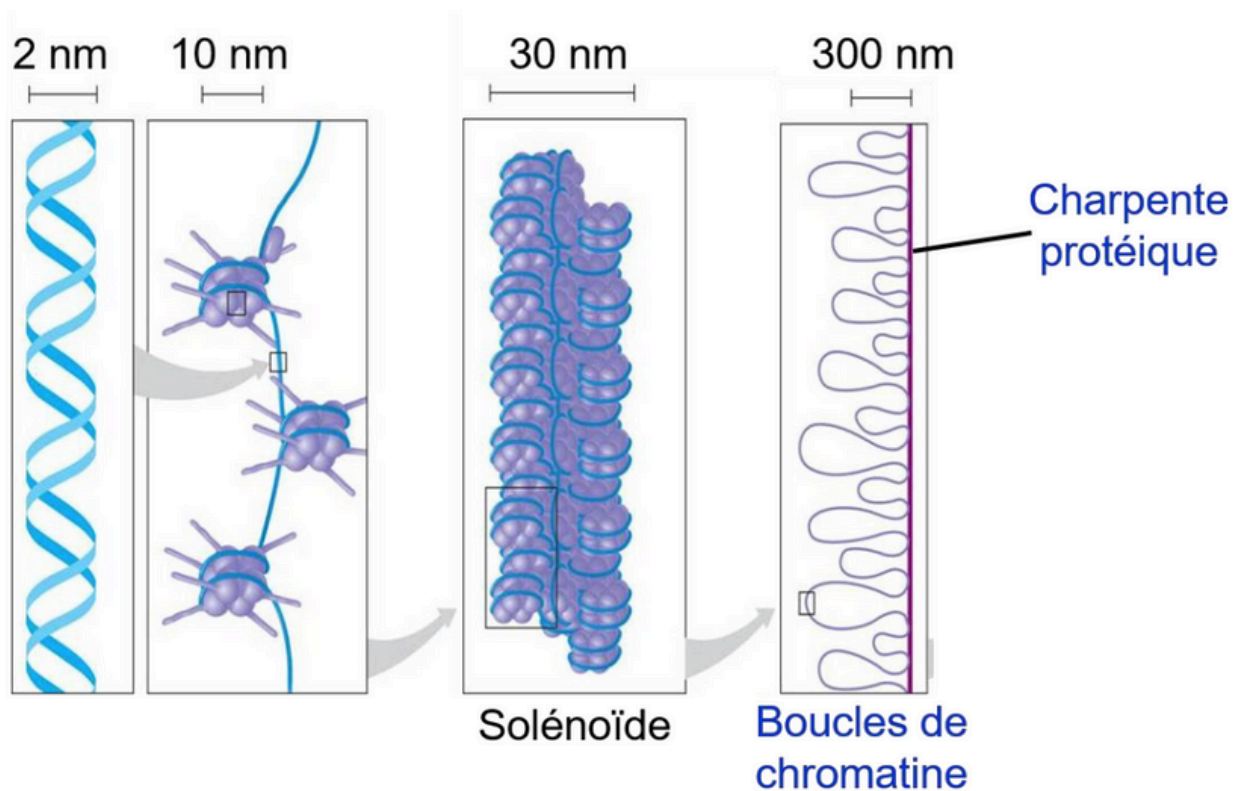 2 nm
10 nm
30 nm
300 nm
Charpente
protéique
Solénoïde
Boucles de
chromatine